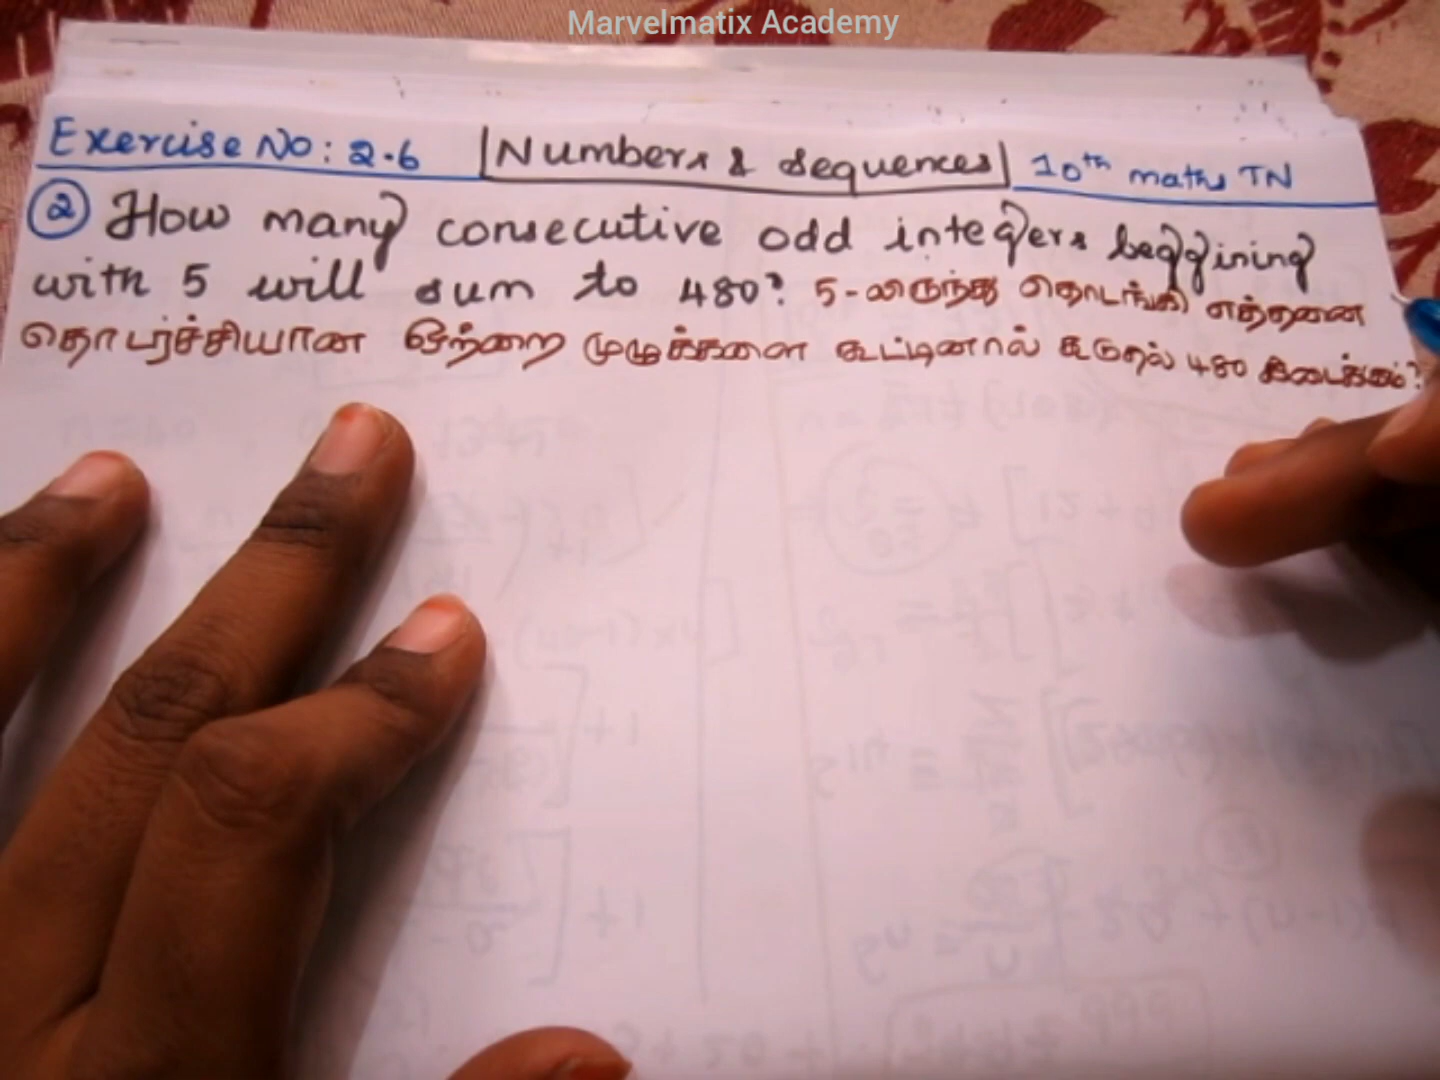 Marvelmatix Academy
Exercise No: 2.6 Numbers & Sequences 10th maths TN
② How many consecutive odd integers beggining
with 5 will sum to 480? 5-லிருந்து தொடங்கி எத்தனை
தொடர்ச்சியான ஒற்றை முழுக்களை கூட்டினால் கூடுதல் 480 கிடைக்கும்?